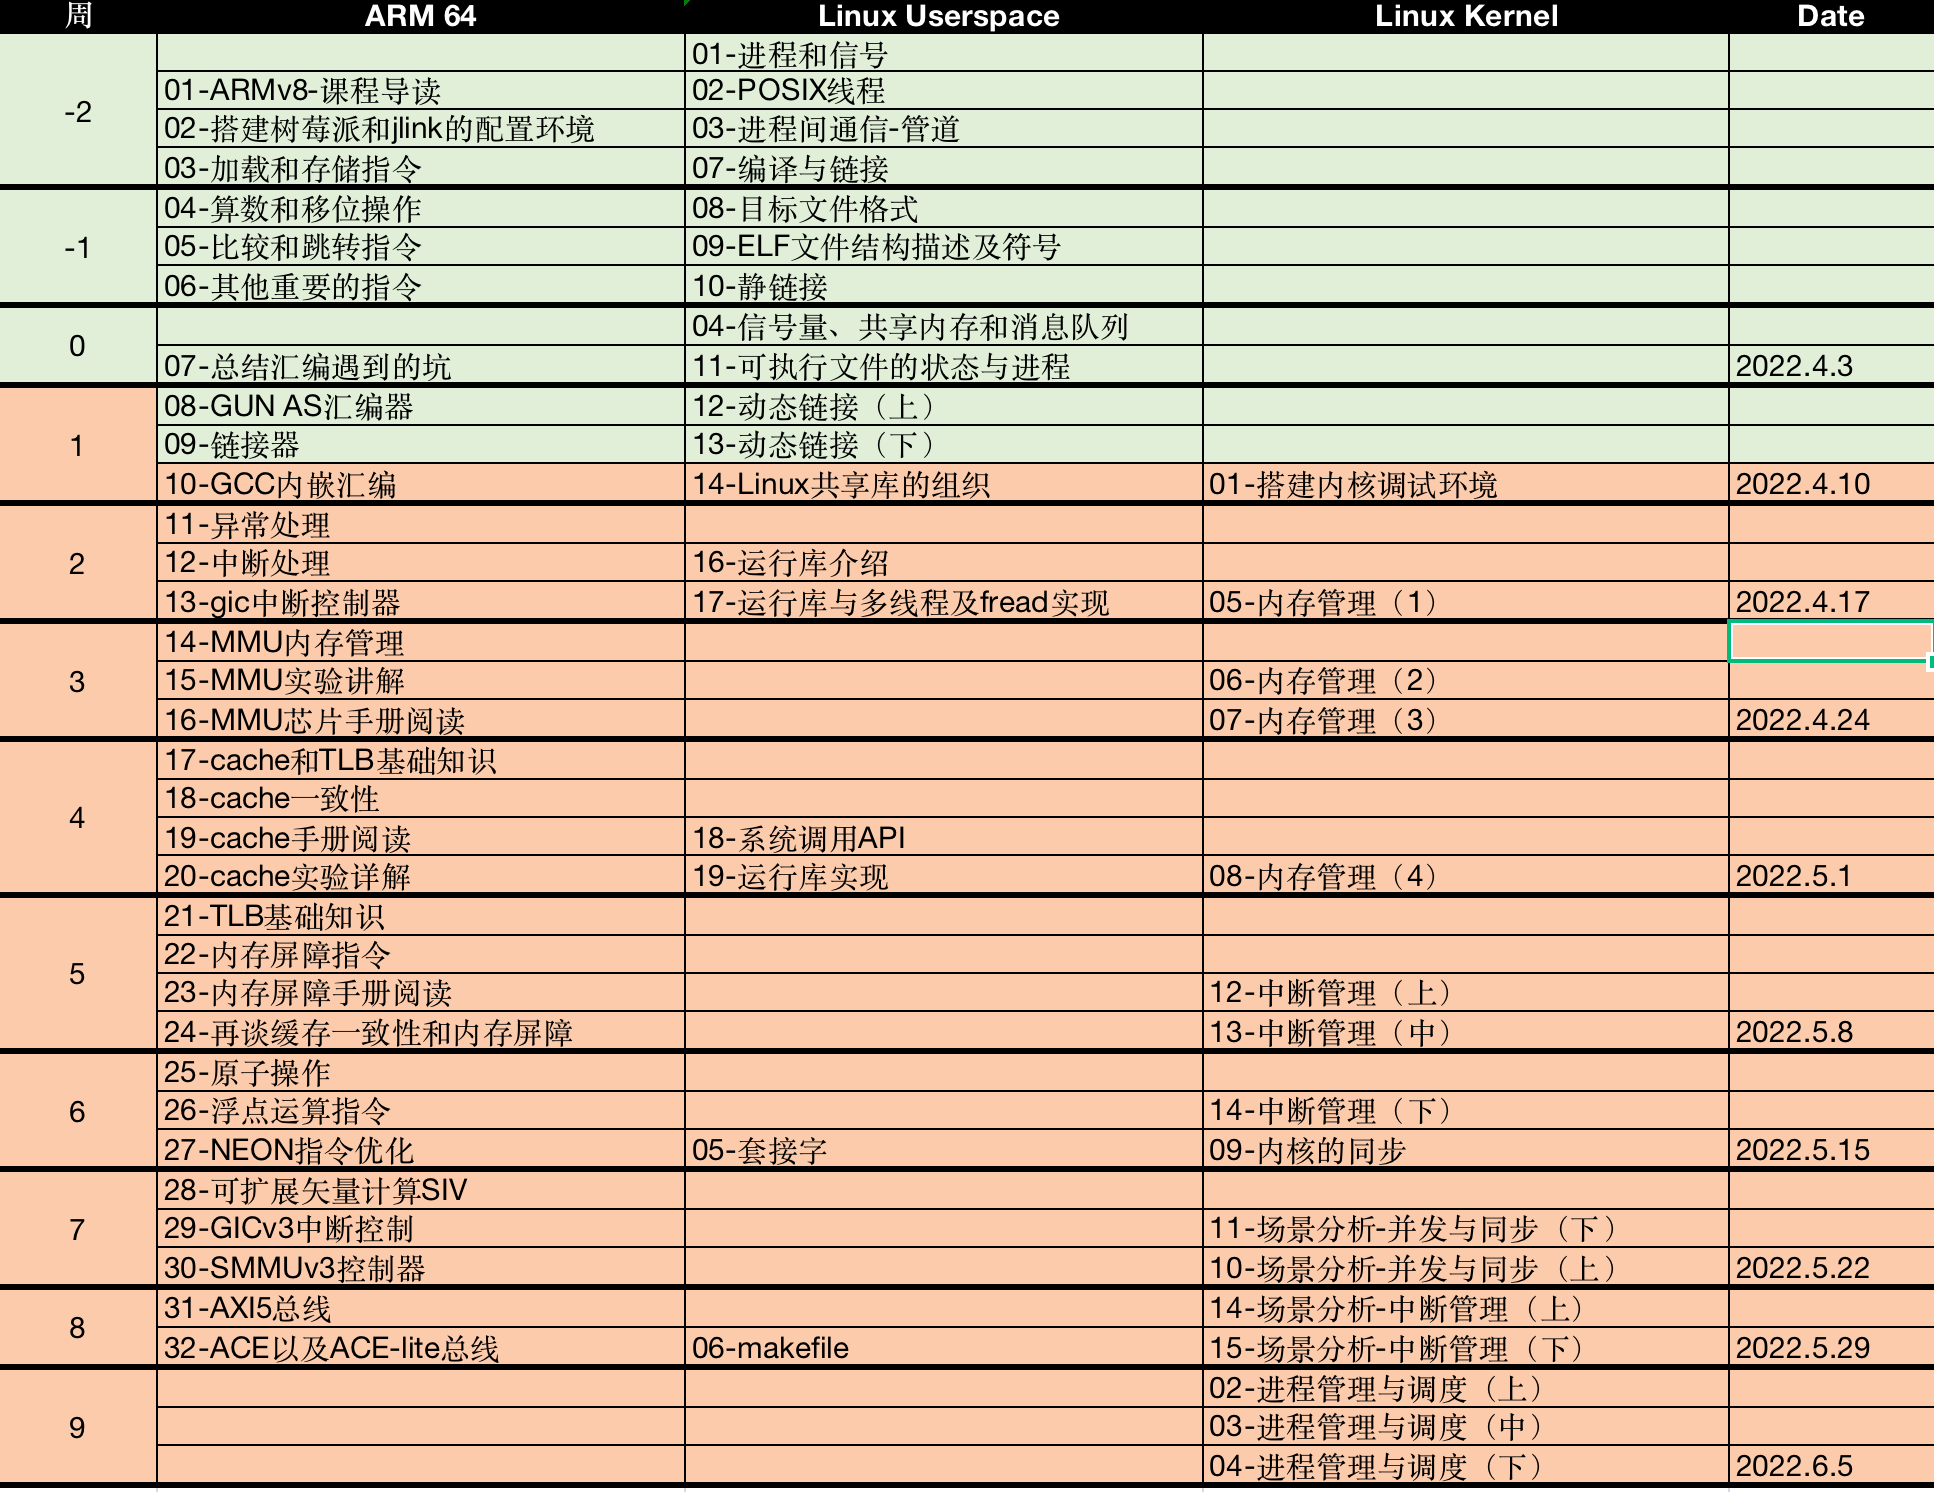 周 ARM 64 Linux Userspace Linux Kernel Date
-2
01-进程和信号
01-ARMv8-课程导读 02-POSIX线程
02-搭建树莓派和jlink的配置环境 03-进程间通信-管道
03-加载和存储指令 07-编译与链接
-1
04-算数和移位操作 08-目标文件格式
05-比较和跳转指令 09-ELF文件结构描述及符号
06-其他重要的指令 10-静链接
0
04-信号量、共享内存和消息队列
07-总结汇编遇到的坑 11-可执行文件的状态与进程 2022.4.3
1
08-GUN AS汇编器 12-动态链接（上）
09-链接器 13-动态链接（下）
10-GCC内嵌汇编 14-Linux共享库的组织 01-搭建内核调试环境 2022.4.10
2
11-异常处理
12-中断处理 16-运行库介绍
13-gic中断控制器 17-运行库与多线程及fread实现 05-内存管理（1） 2022.4.17
3
14-MMU内存管理
15-MMU实验讲解 06-内存管理（2）
16-MMU芯片手册阅读 07-内存管理（3） 2022.4.24
4
17-cache和TLB基础知识
18-cache一致性
19-cache手册阅读 18-系统调用API
20-cache实验详解 19-运行库实现 08-内存管理（4） 2022.5.1
5
21-TLB基础知识
22-内存屏障指令
23-内存屏障手册阅读 12-中断管理（上）
24-再谈缓存一致性和内存屏障 13-中断管理（中） 2022.5.8
6
25-原子操作
26-浮点运算指令 14-中断管理（下）
27-NEON指令优化 05-套接字 09-内核的同步 2022.5.15
7
28-可扩展矢量计算SIV
29-GICv3中断控制 11-场景分析-并发与同步（下）
30-SMMUv3控制器 10-场景分析-并发与同步（上） 2022.5.22
8
31-AXI5总线 14-场景分析-中断管理（上）
32-ACE以及ACE-lite总线 06-makefile 15-场景分析-中断管理（下） 2022.5.29
9
02-进程管理与调度（上）
03-进程管理与调度（中）
04-进程管理与调度（下） 2022.6.5